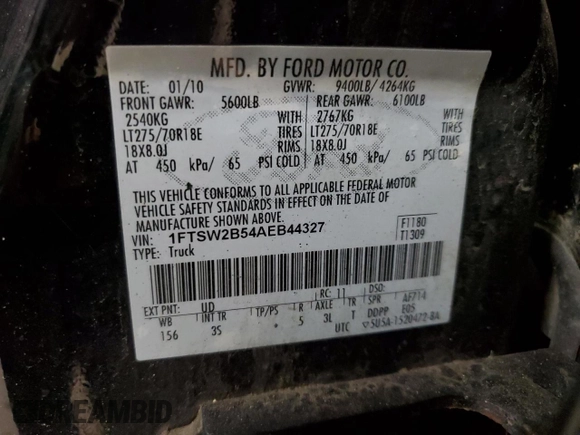 MFD. BY FORD MOTOR CO.
DATE: 01/10 GVWR: 9400LB/ 4264KG
FRONT GAWR: 5600LB REAR GAWR: 6100LB
2540KG WITH 2767KG WITH
LT275/70R18E TIRES LT275/70R18E TIRES
18X8.0J RIMS 18X8.0J RIMS
AT 450 kPa/ 65 PSI COLD AT 450 kPa/ 65 PSI COLD
THIS VEHICLE CONFORMS TO ALL APPLICABLE FEDERAL MOTOR
VEHICLE SAFETY STANDARDS IN EFFECT ON THE DATE OF
MANUFACTURE SHOWN ABOVE.
VIN: 1FTSW2B54AEB44327 F1180
TYPE: Truck T1309
EXT PNT: UD RC: 11 DSO:
WB INT TR TP/PS R AXLE TR SPR AF714
156 3S * 5 3L T DDPP EOS
UTC 5U5A-1520472-BA